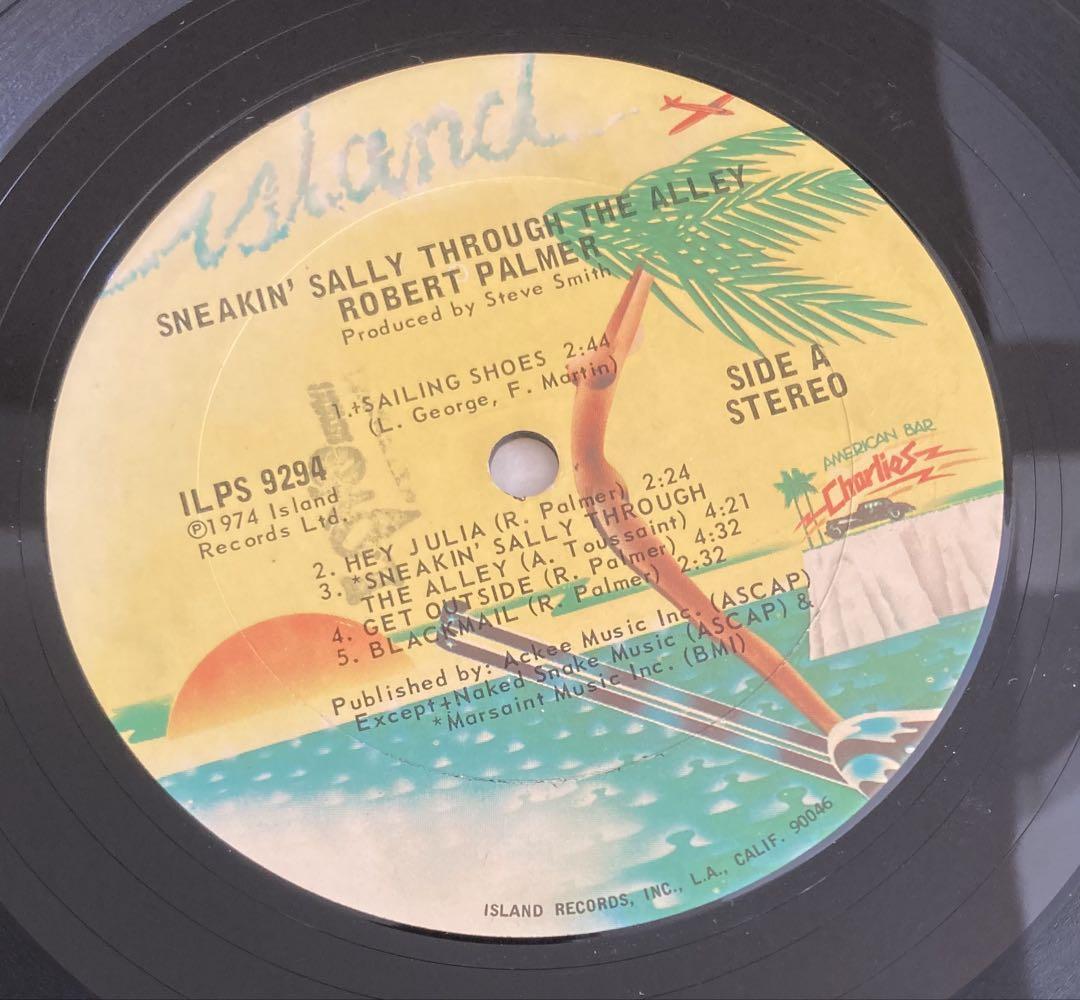 island
SNEAKIN' SALLY THROUGH THE ALLEY
ROBERT PALMER
Produced by Steve Smith
1.+SAILING SHOES 2:44
(L. George, F. Martin)
SIDE A
STEREO
AMERICAN BAR
Charlies
ILPS 9294
℗1974 Island
Records Ltd.
2. HEY JULIA (R. Palmer) 2:24
3. *SNEAKIN' SALLY THROUGH
THE ALLEY (A. Toussaint) 4:21
4. GET OUTSIDE (R. Palmer) 4:32
5. BLACKMAIL (R. Palmer) 2:32
Published by: Ackee Music Inc. (ASCAP)
Except+Naked Snake Music (ASCAP) &
*Marsaint Music Inc. (BMI)
ISLAND RECORDS, INC., L.A., CALIF. 90046